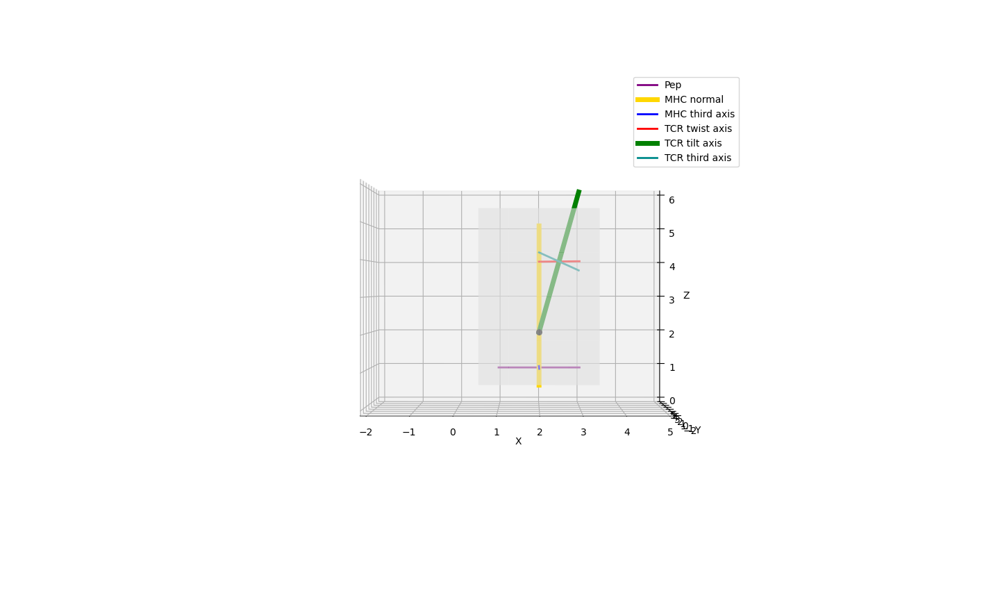 Pep
MHC normal
MHC third axis
TCR twist axis
TCR tilt axis
TCR third axis
6
5
4
Z
3
2
1
0
−2 −1 0 1 2 3 4 5
X
Y